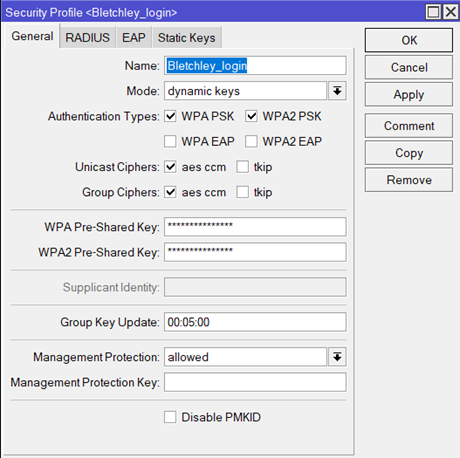 Security Profile <Bletchley_login>
General RADIUS EAP Static Keys
OK
Name: Bletchley_login
Cancel
Mode: dynamic keys
Apply
Authentication Types: WPA PSK WPA2 PSK
Comment
WPA EAP WPA2 EAP
Copy
Unicast Ciphers: aes ccm tkip
Remove
Group Ciphers: aes ccm tkip
WPA Pre-Shared Key: ***************
WPA2 Pre-Shared Key: ***************
Supplicant Identity:
Group Key Update: 00:05:00
Management Protection: allowed
Management Protection Key:
Disable PMKID